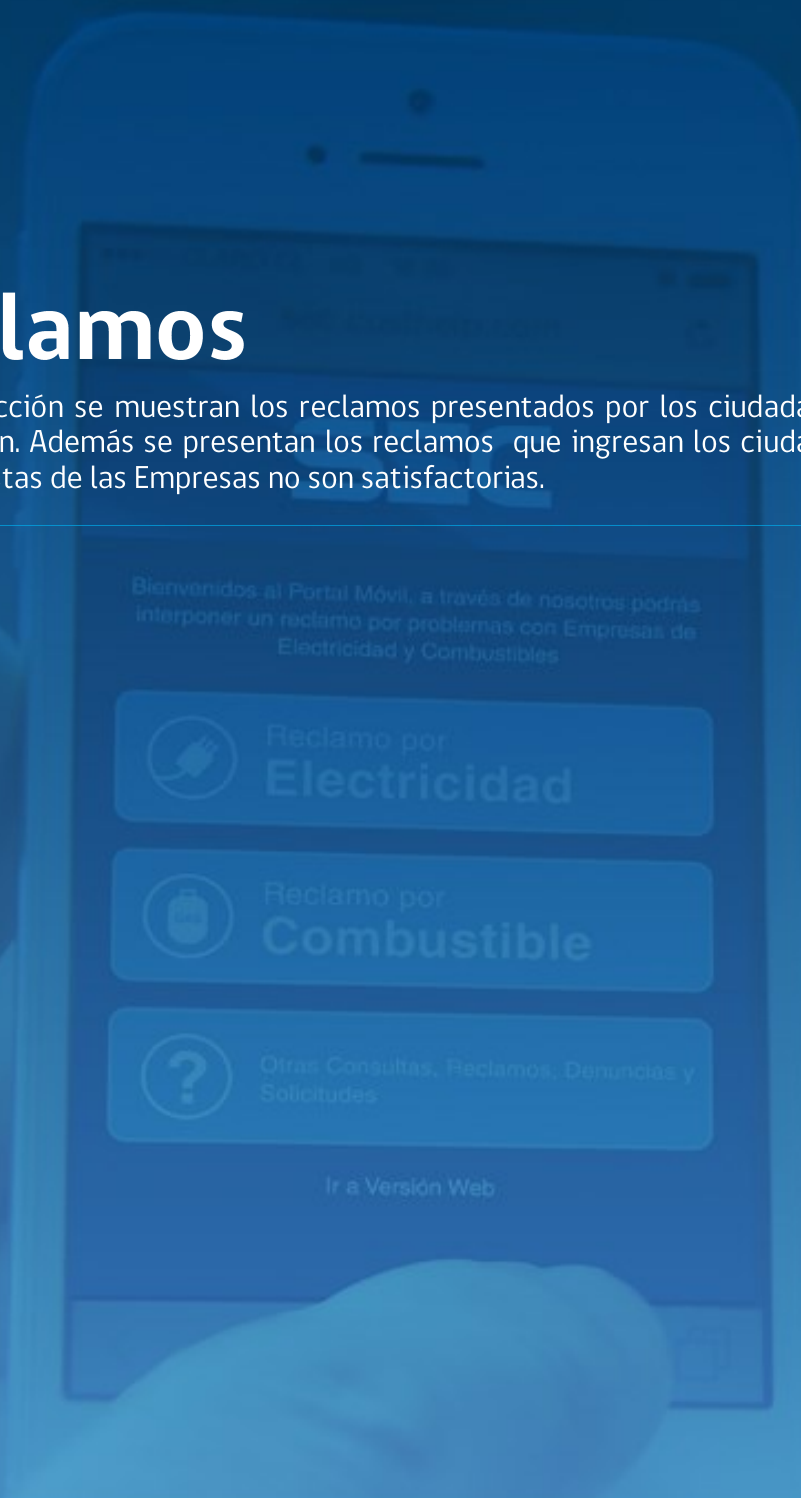 lamos
cción se muestran los reclamos presentados por los ciudada
n. Además se presentan los reclamos que ingresan los ciuda
tas de las Empresas no son satisfactorias.
SEC
Bienvenidos al Portal Móvil, a través de nosotros podrás
interponer un reclamo por problemas con Empresas de
Electricidad y Combustibles
Reclamo por
Electricidad
Reclamo por
Combustible
Otras Consultas, Reclamos, Denuncias y
Solicitudes
Ir a Versión Web